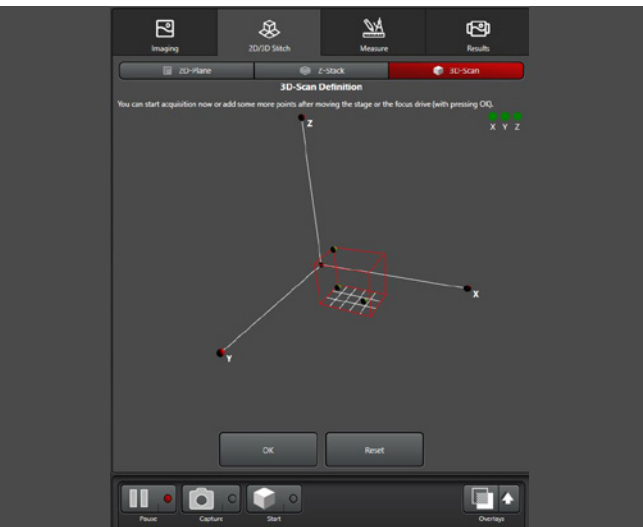 Imaging
2D/3D Stitch
Measure
Results
2D-Plane
Z-Stack
3D-Scan
3D-Scan Definition
You can start acquisition now or add some more points after moving the stage or the focus drive (with pressing OK).
X Y Z
Z
X
Y
OK
Reset
Pause
Capture
Start
Overlays